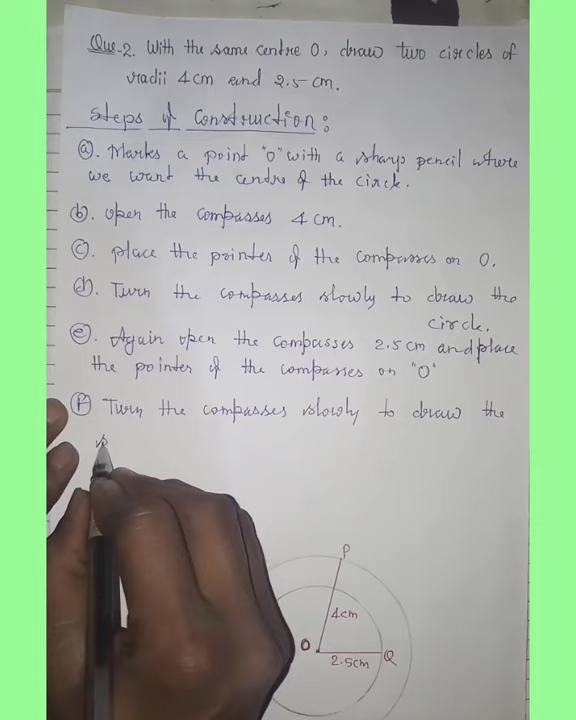 Que-2. With the same centre O, draw two circles of
radii 4cm and 2.5 cm.
Steps of Construction:
(a). Marks a point "O" with a sharp pencil where
we want the centre of the circle.
(b). Open the compasses 4 cm.
(c). Place the pointer of the compasses on O.
(d). Turn the compasses slowly to draw the
circle.
(e). Again open the compasses 2.5 cm and place
the pointer of the compasses on "O"
(f) Turn the compasses slowly to draw the
P
4cm
O
2.5cm
Q